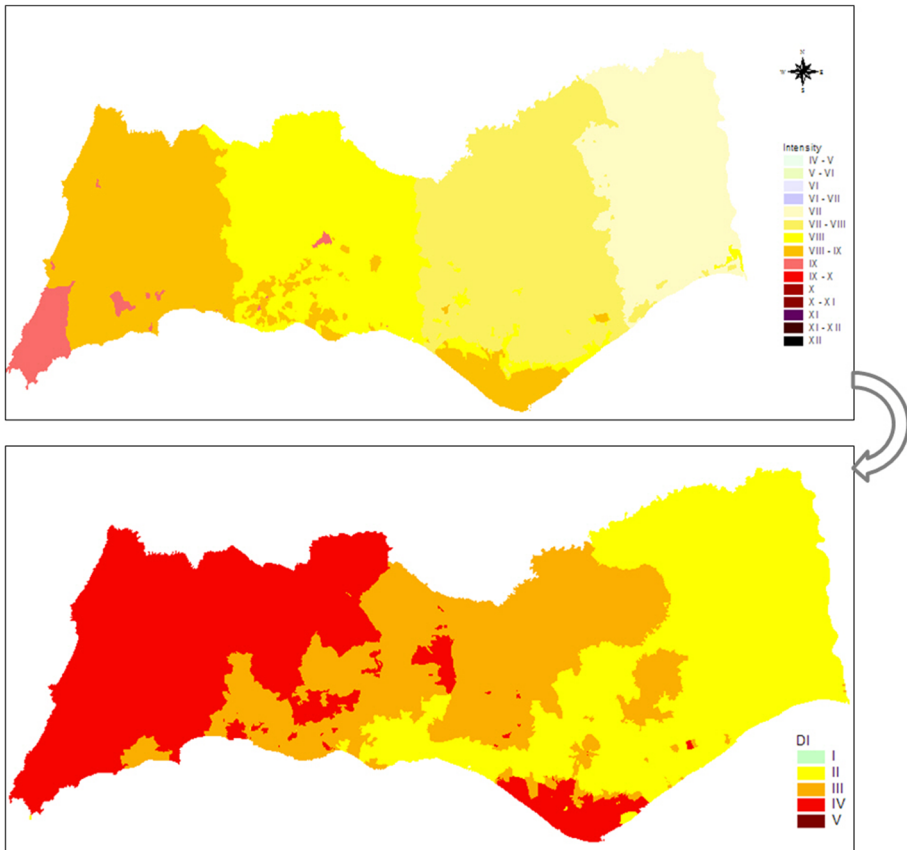 Intensity
IV - V
V - VI
VI
VI - VII
VII
VII - VIII
VIII
VIII - IX
IX
IX - X
X
X - XI
XI
XI - XII
XII
DI
I
II
III
IV
V